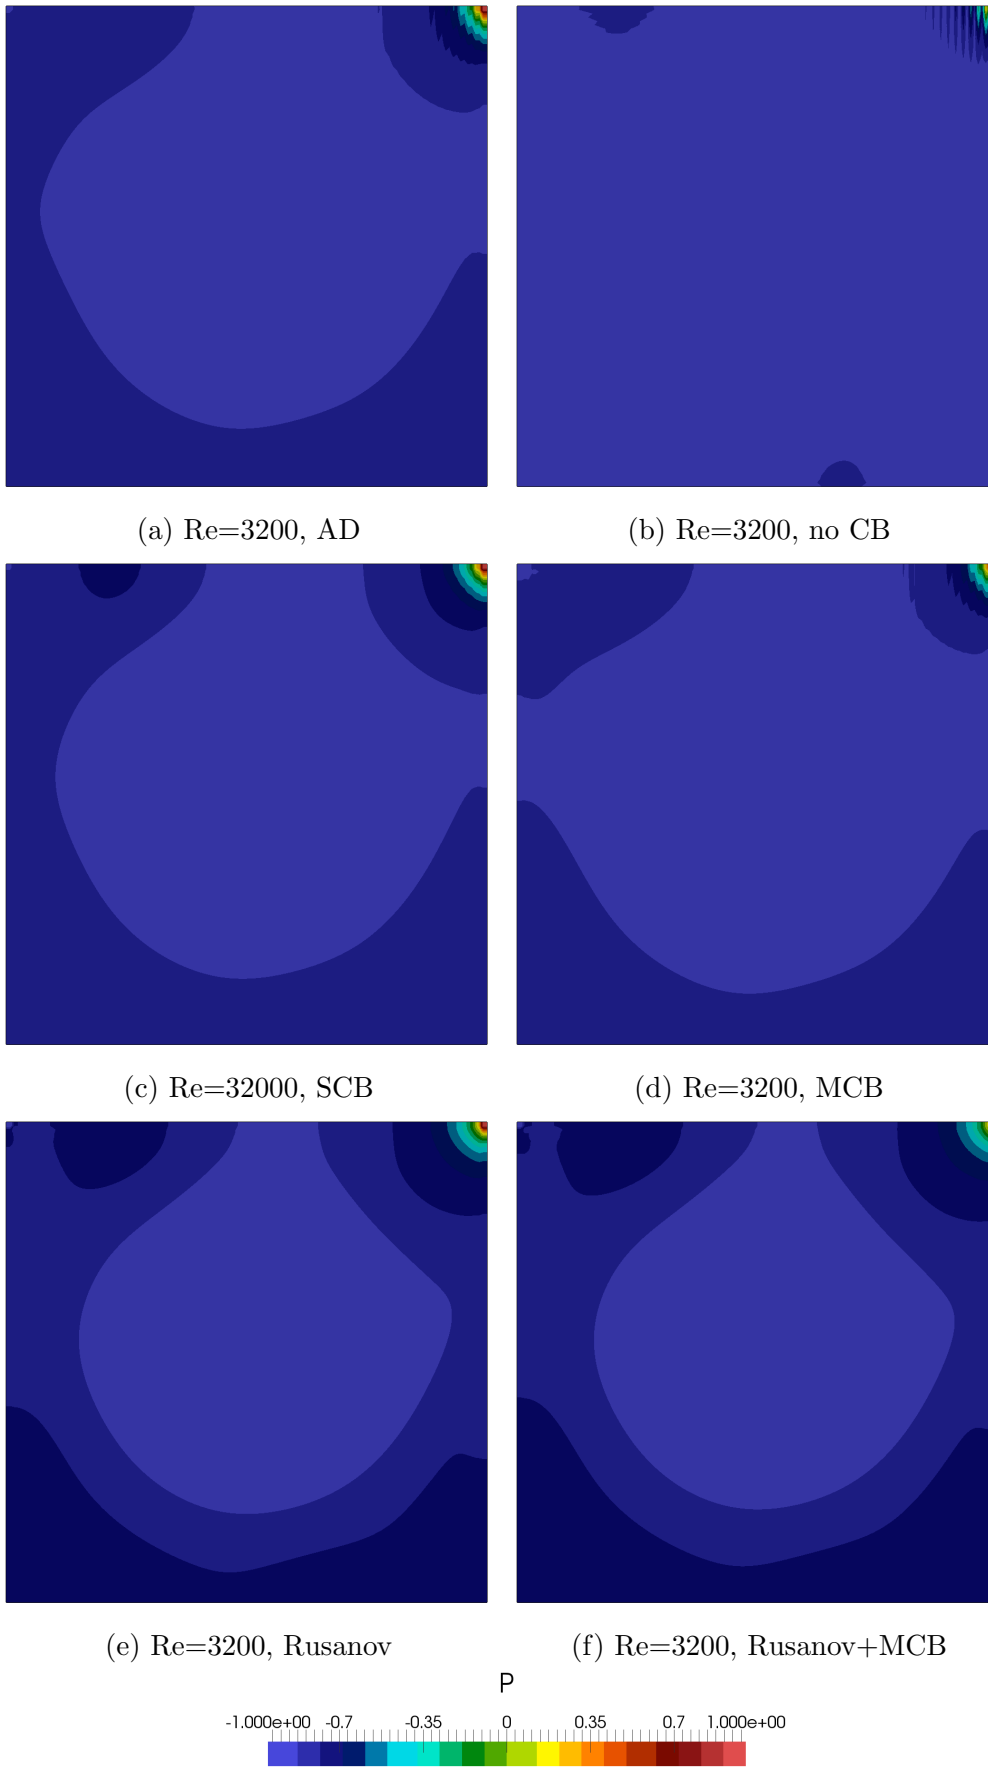 (a) Re=3200, AD
(b) Re=3200, no CB
(c) Re=32000, SCB
(d) Re=3200, MCB
(e) Re=3200, Rusanov
(f) Re=3200, Rusanov+MCB
P
-1.000e+00 -0.7 -0.35 0 0.35 0.7 1.000e+00